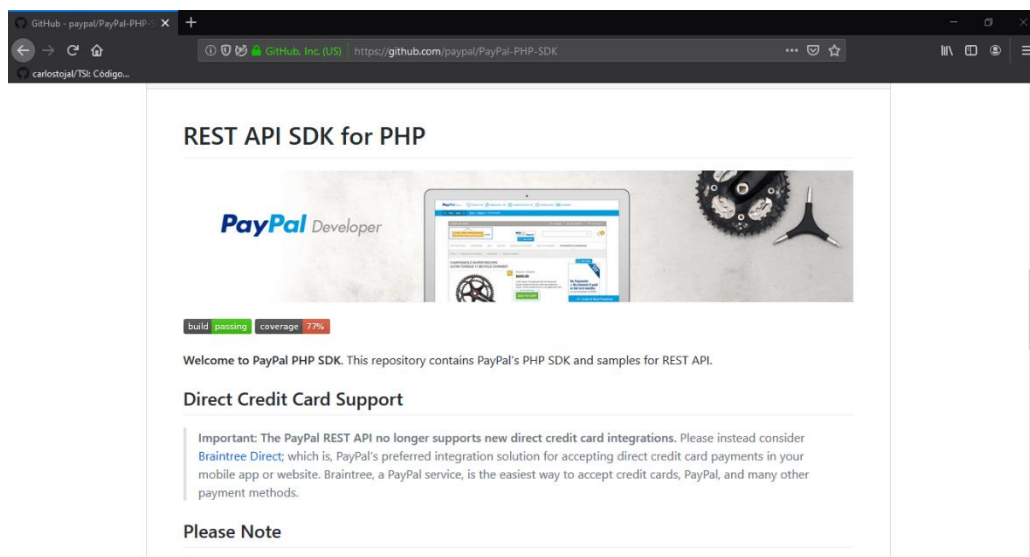 GitHub - paypal/PayPal-PHP-S
GitHub, Inc. (US) https://github.com/paypal/PayPal-PHP-SDK
carlostojal/TSI: Código...
REST API SDK for PHP
PayPal Developer
build passing coverage 77%
Welcome to PayPal PHP SDK. This repository contains PayPal's PHP SDK and samples for REST API.
Direct Credit Card Support
Important: The PayPal REST API no longer supports new direct credit card integrations. Please instead consider
Braintree Direct; which is, PayPal's preferred integration solution for accepting direct credit card payments in your
mobile app or website. Braintree, a PayPal service, is the easiest way to accept credit cards, PayPal, and many other
payment methods.
Please Note